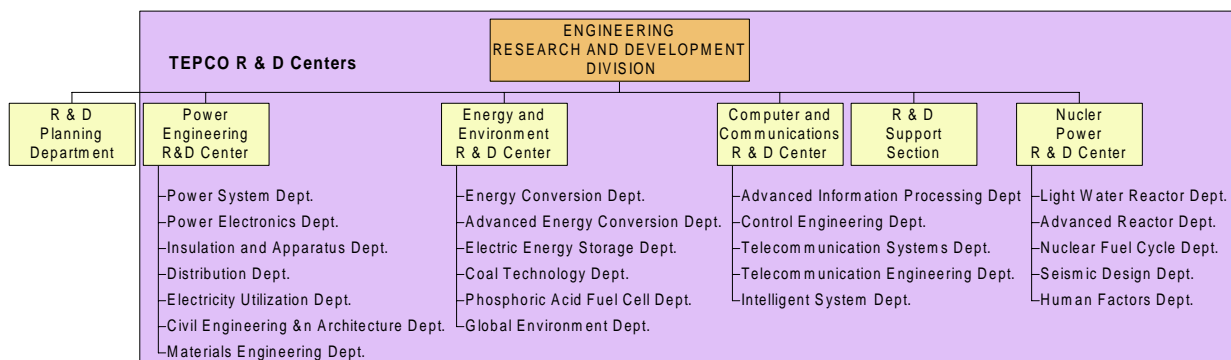 ENGINEERING
RESEARCH AND DEVELOPMENT
DIVISION
TEPCO R & D Centers
R & D
Planning
Department
Power
Engineering
R&D Center
Energy and
Environment
R & D Center
Computer and
Communications
R & D Center
R & D
Support
Section
Nucler
Power
R & D Center
Power System Dept.
Power Electronics Dept.
Insulation and Apparatus Dept.
Distribution Dept.
Electricity Utilization Dept.
Civil Engineering &n Architecture Dept.
Materials Engineering Dept.
Energy Conversion Dept.
Advanced Energy Conversion Dept.
Electric Energy Storage Dept.
Coal Technology Dept.
Phosphoric Acid Fuel Cell Dept.
Global Environment Dept.
Advanced Information Processing Dept
Control Engineering Dept.
Telecommunication Systems Dept.
Telecommunication Engineering Dept.
Intelligent System Dept.
Light Water Reactor Dept.
Advanced Reactor Dept.
Nuclear Fuel Cycle Dept.
Seismic Design Dept.
Human Factors Dept.